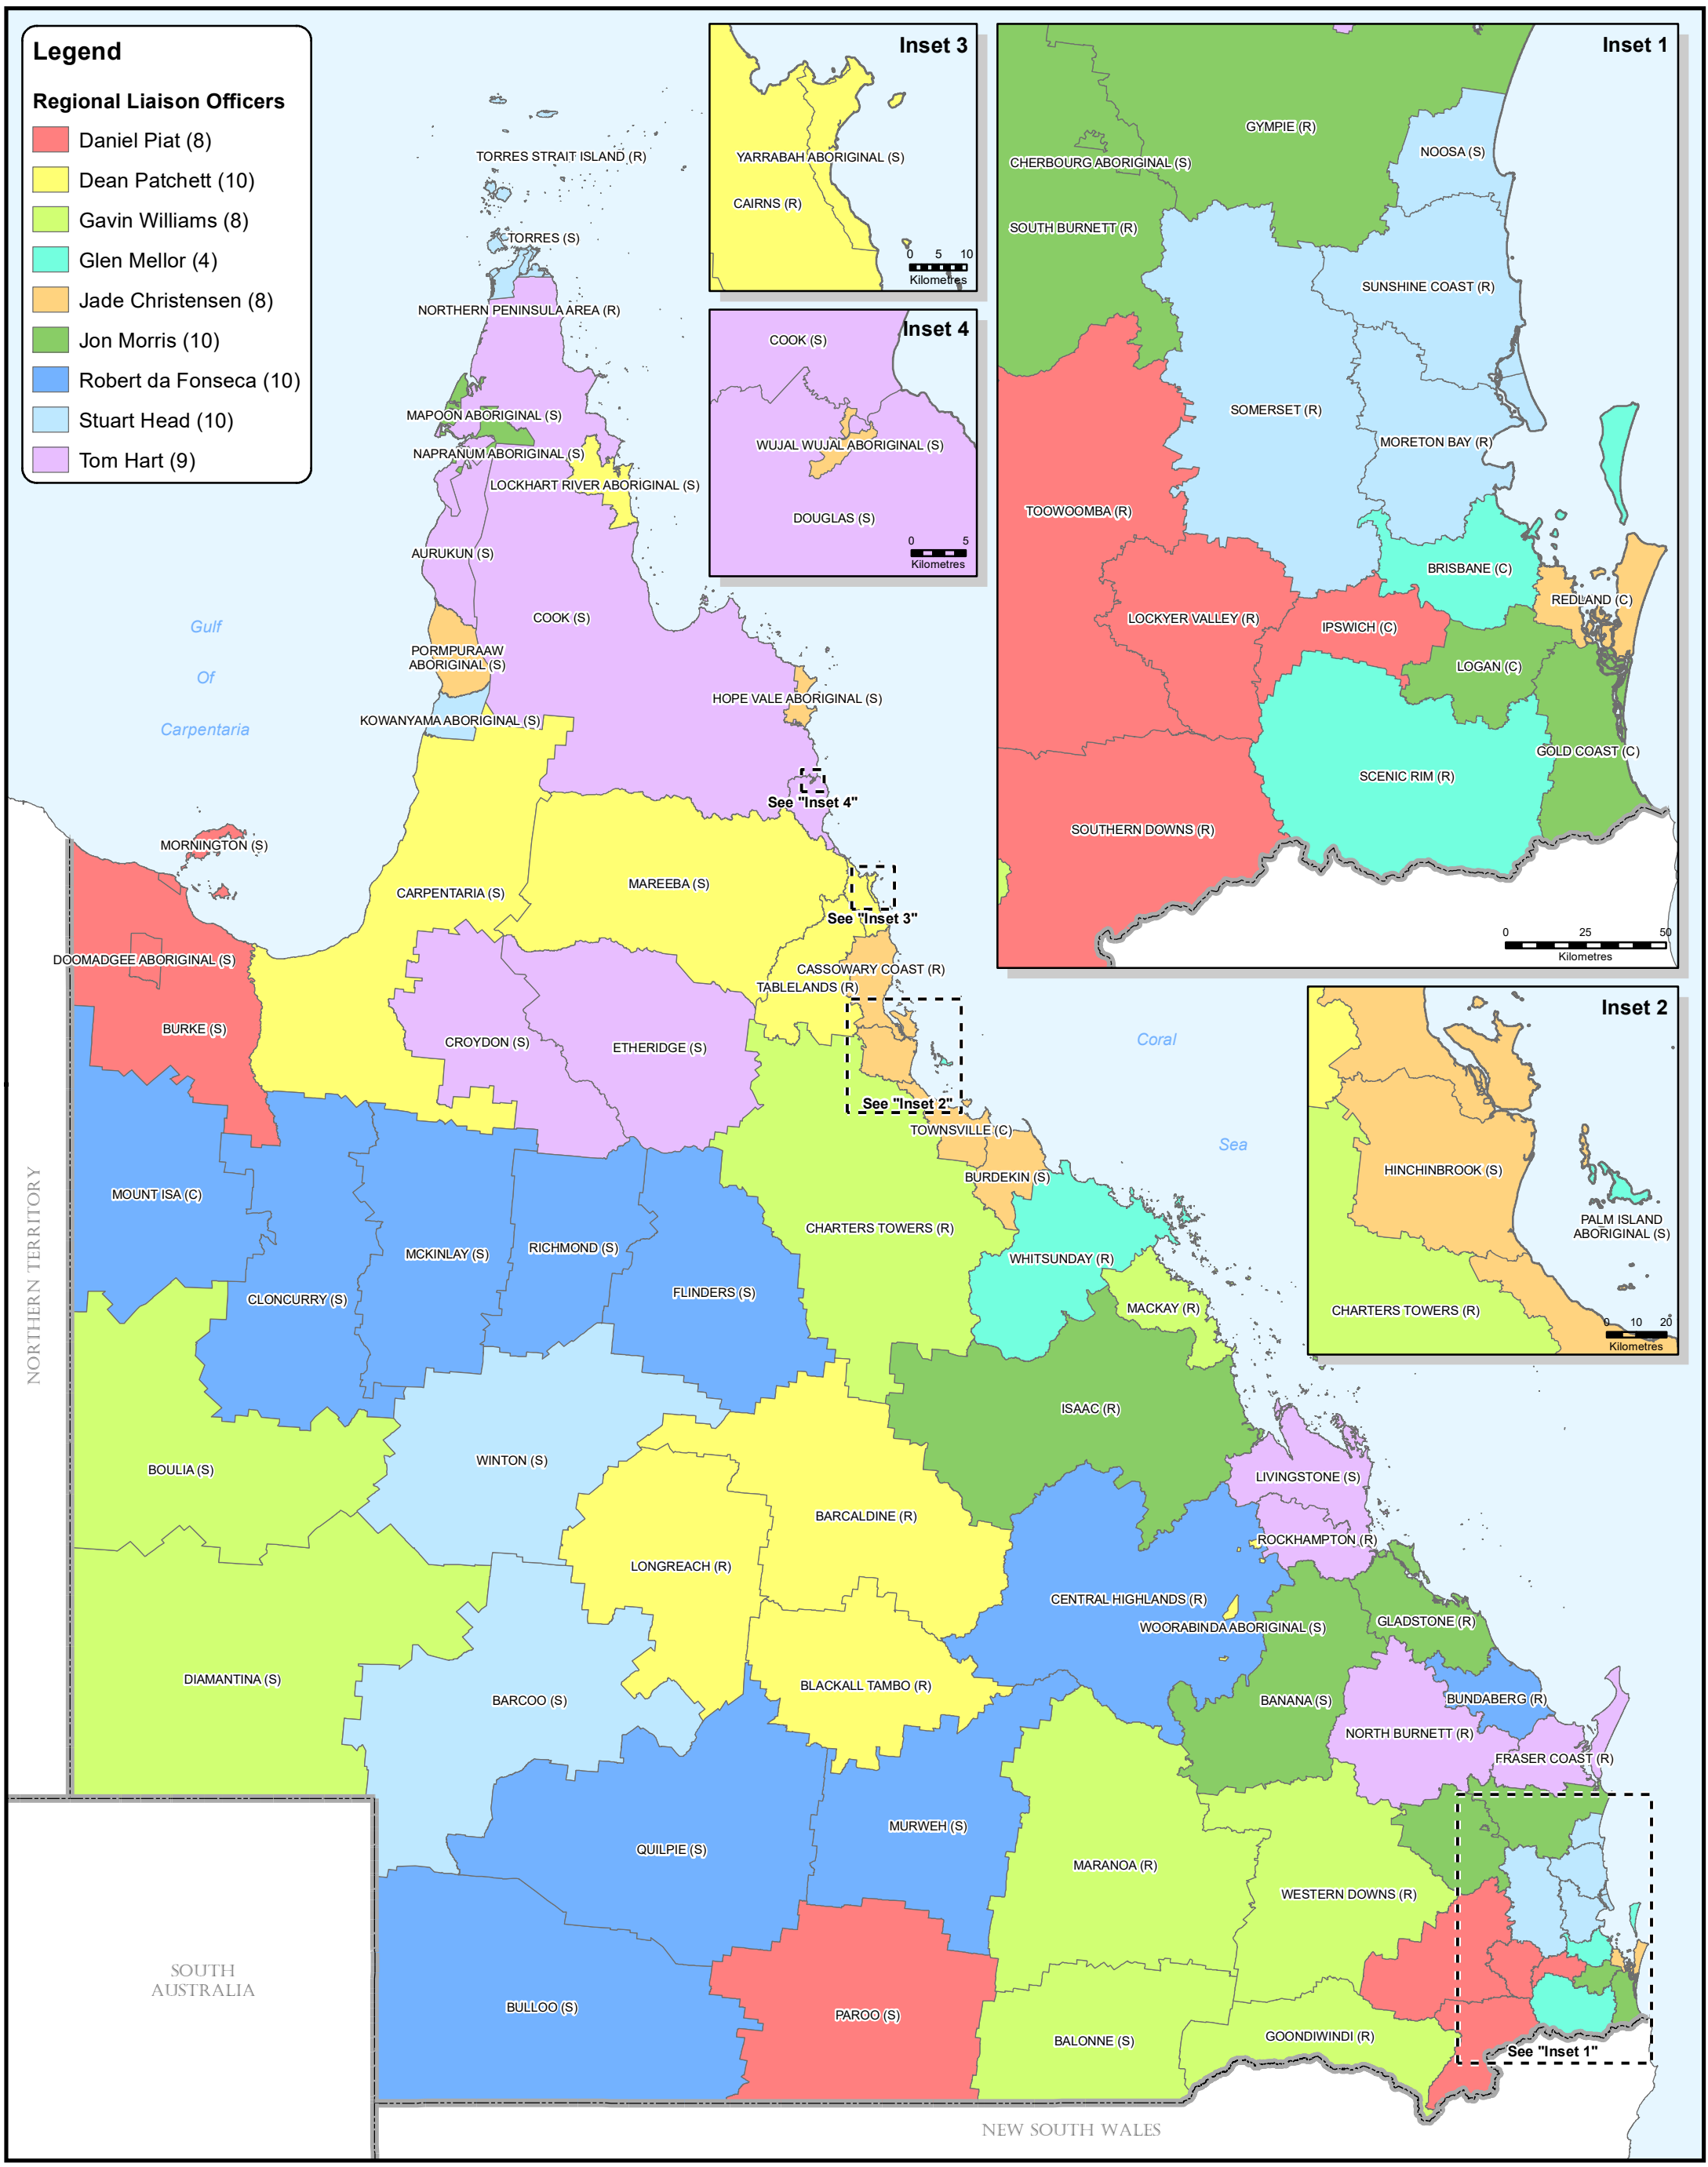 Legend
Regional Liaison Officers
Daniel Piat (8)
Dean Patchett (10)
Gavin Williams (8)
Glen Mellor (4)
Jade Christensen (8)
Jon Morris (10)
Robert da Fonseca (10)
Stuart Head (10)
Tom Hart (9)
Inset 3
YARRABAH ABORIGINAL (S)
CAIRNS (R)
0 5 10
Kilometres
Inset 4
COOK (S)
WUJAL WUJAL ABORIGINAL (S)
DOUGLAS (S)
0 5
Kilometres
Inset 1
GYMPIE (R)
NOOSA (S)
CHERBOURG ABORIGINAL (S)
SOUTH BURNETT (R)
SUNSHINE COAST (R)
SOMERSET (R)
MORETON BAY (R)
TOOWOOMBA (R)
BRISBANE (C)
REDLAND (C)
LOCKYER VALLEY (R)
IPSWICH (C)
LOGAN (C)
GOLD COAST (C)
SCENIC RIM (R)
SOUTHERN DOWNS (R)
0 25 50
Kilometres
Inset 2
HINCHINBROOK (S)
PALM ISLAND
ABORIGINAL (S)
CHARTERS TOWERS (R)
0 10 20
Kilometres
TORRES STRAIT ISLAND (R)
TORRES (S)
NORTHERN PENINSULA AREA (R)
MAPOON ABORIGINAL (S)
NAPRANUM ABORIGINAL (S)
LOCKHART RIVER ABORIGINAL (S)
AURUKUN (S)
COOK (S)
Gulf
Of
Carpentaria
PORMPURAAW
ABORIGINAL (S)
HOPE VALE ABORIGINAL (S)
KOWANYAMA ABORIGINAL (S)
See "Inset 4"
MORNINGTON (S)
CARPENTARIA (S)
MAREEBA (S)
See "Inset 3"
DOOMADGEE ABORIGINAL (S)
CASSOWARY COAST (R)
TABLELANDS (R)
BURKE (S)
CROYDON (S)
ETHERIDGE (S)
Coral
Sea
See "Inset 2"
TOWNSVILLE (C)
BURDEKIN (S)
NORTHERN TERRITORY
MOUNT ISA (C)
CHARTERS TOWERS (R)
MCKINLAY (S)
RICHMOND (S)
WHITSUNDAY (R)
CLONCURRY (S)
FLINDERS (S)
MACKAY (R)
ISAAC (R)
BOULIA (S)
WINTON (S)
LIVINGSTONE (S)
BARCALDINE (R)
ROCKHAMPTON (R)
LONGREACH (R)
CENTRAL HIGHLANDS (R)
GLADSTONE (R)
WOORABINDA ABORIGINAL (S)
DIAMANTINA (S)
BLACKALL TAMBO (R)
BARCOO (S)
BANANA (S)
BUNDABERG (R)
NORTH BURNETT (R)
FRASER COAST (R)
MURWEH (S)
QUILPIE (S)
MARANOA (R)
WESTERN DOWNS (R)
SOUTH
AUSTRALIA
BULLOO (S)
PAROO (S)
BALONNE (S)
GOONDIWINDI (R)
See "Inset 1"
NEW SOUTH WALES